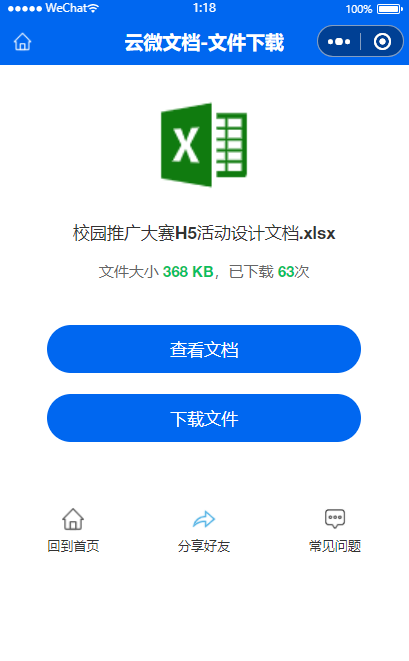 WeChat 1:18 100%
云微文档-文件下载
校园推广大赛H5活动设计文档.xlsx
文件大小 368 KB，已下载 63次
查看文档
下载文件
回到首页 分享好友 常见问题